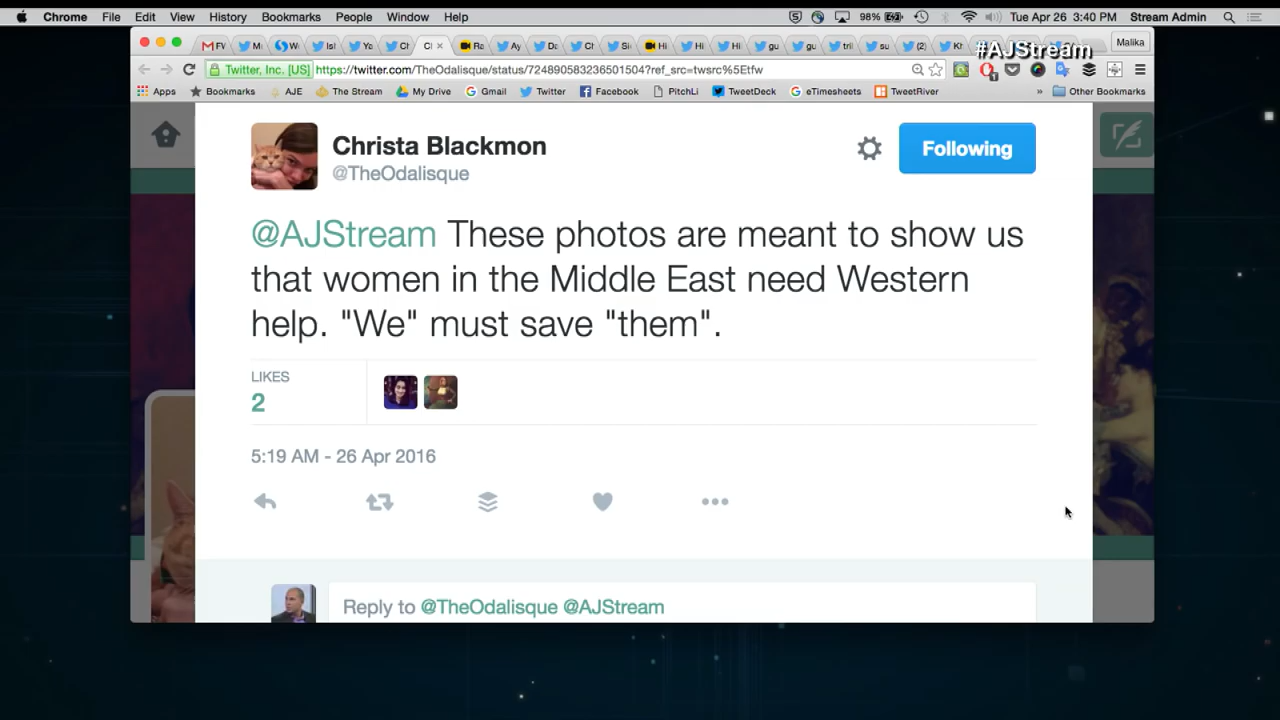 Chrome File Edit View History Bookmarks People Window Help 98% Tue Apr 26 3:40 PM Stream Admin
#AJStream
Malika
Twitter, Inc. [US] https://twitter.com/TheOdalisque/status/724890583236501504?ref_src=twsrc%5Etfw
Apps Bookmarks AJE The Stream My Drive Gmail Twitter Facebook PitchLi TweetDeck eTimesheets TweetRiver » Other Bookmarks
Christa Blackmon
@TheOdalisque
Following
@AJStream These photos are meant to show us
that women in the Middle East need Western
help. "We" must save "them".
LIKES
2
5:19 AM - 26 Apr 2016
Reply to @TheOdalisque @AJStream